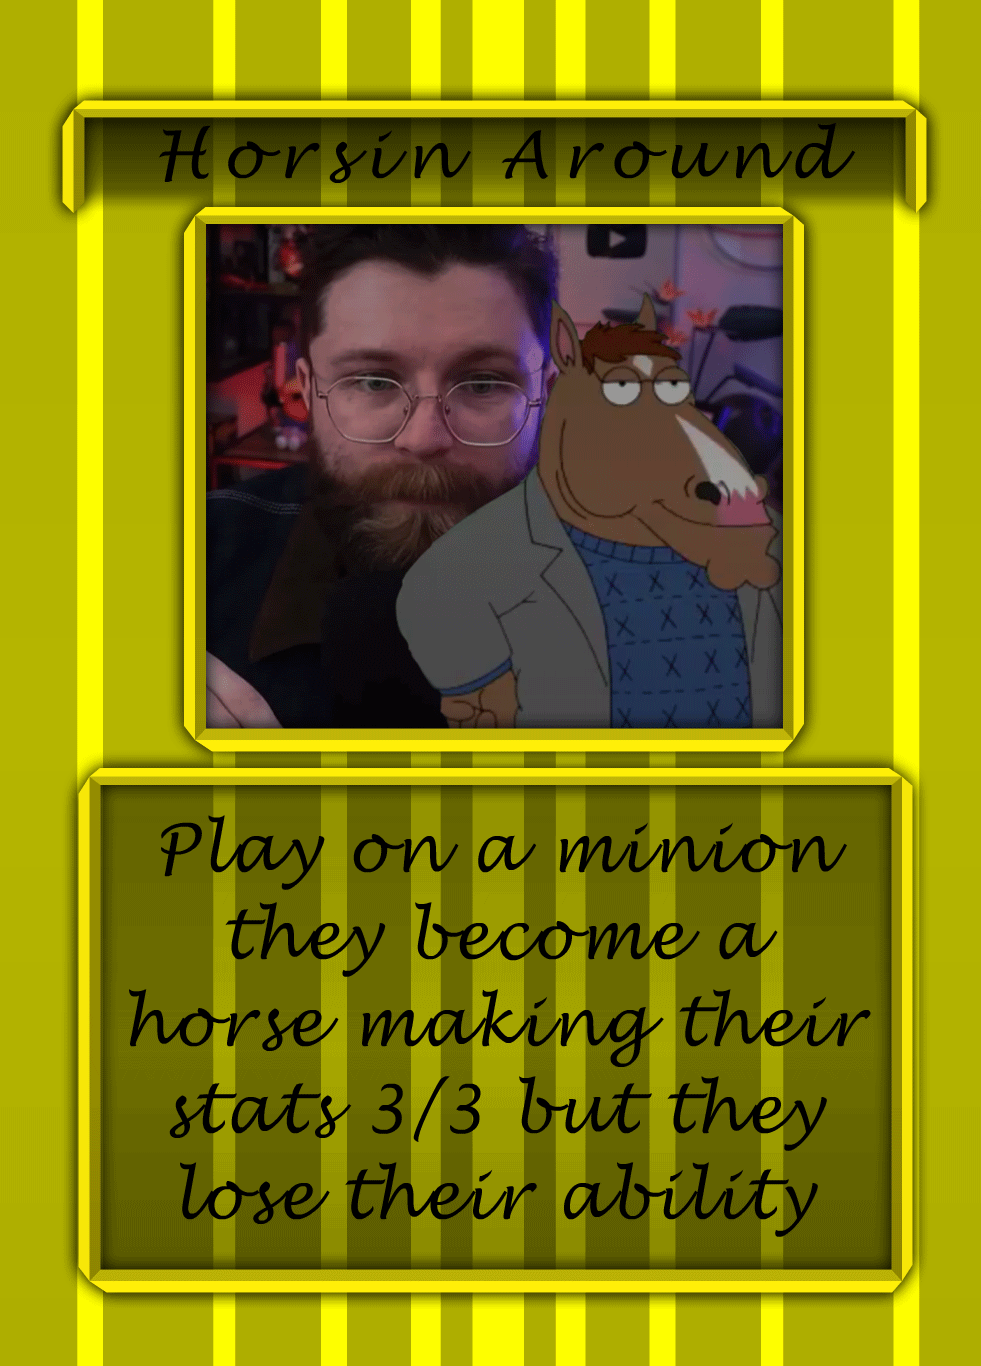 Horsin Around
Play on a minion
they become a
horse making their
stats 3/3 but they
lose their ability